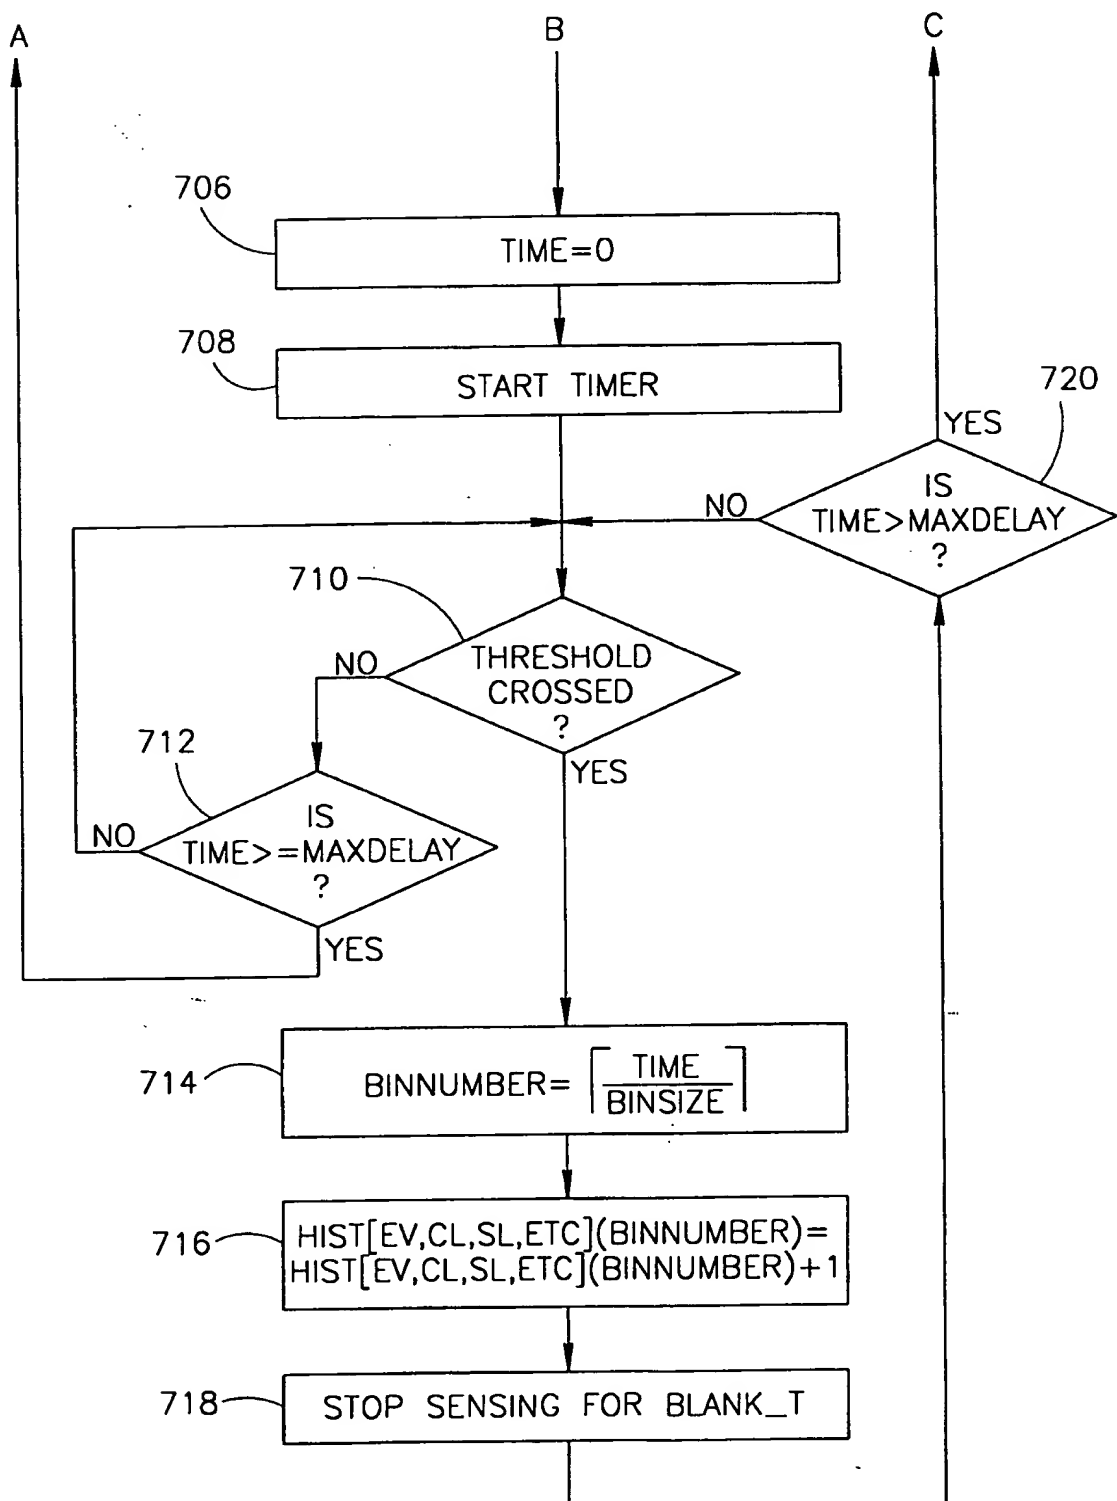 A
B
C
706
TIME=0
708
START TIMER
720
YES
IS
TIME>MAXDELAY
?
NO
710
THRESHOLD
CROSSED
?
NO
YES
712
IS
TIME>=MAXDELAY
?
NO
YES
714
BINNUMBER=⌈TIME/BINSIZE⌉
716
HIST[EV,CL,SL,ETC](BINNUMBER)=
HIST[EV,CL,SL,ETC](BINNUMBER)+1
718
STOP SENSING FOR BLANK_T